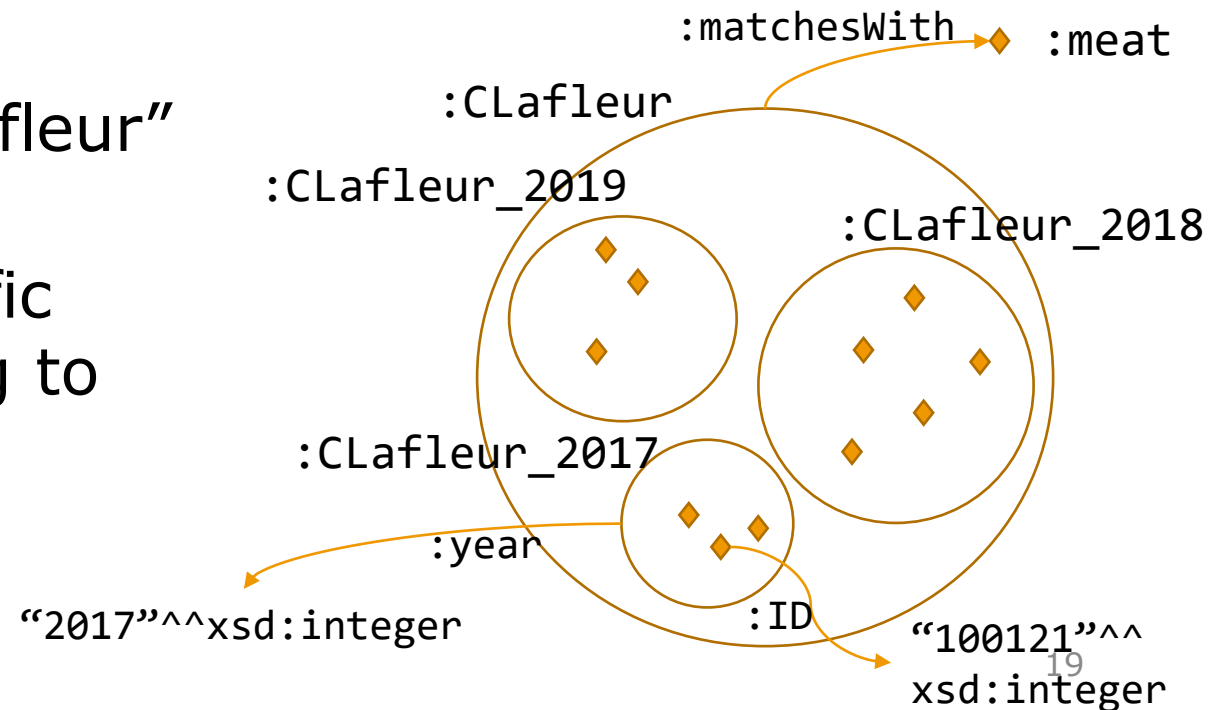 :matchesWith
:meat
fleur”
:CLafleur
:CLafleur_2019
:CLafleur_2018
fic
g to
:CLafleur_2017
:year
“2017”^^xsd:integer
:ID
“100121”^^
19
xsd:integer